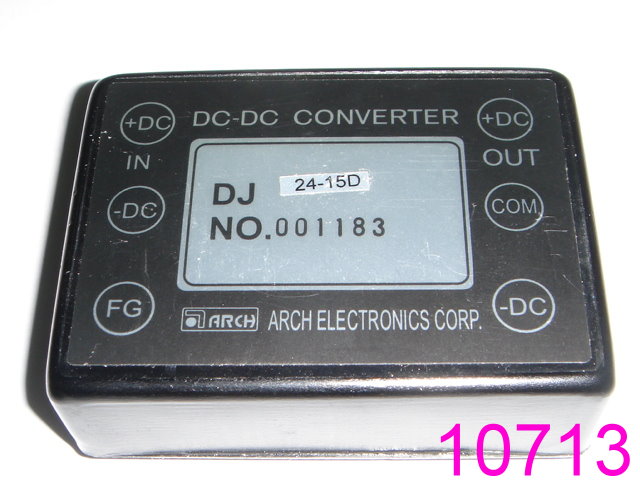 +DC DC-DC CONVERTER +DC
IN OUT
DJ 24-15D
-DC COM
NO.001183
FG ARCH ARCH ELECTRONICS CORP. -DC
10713